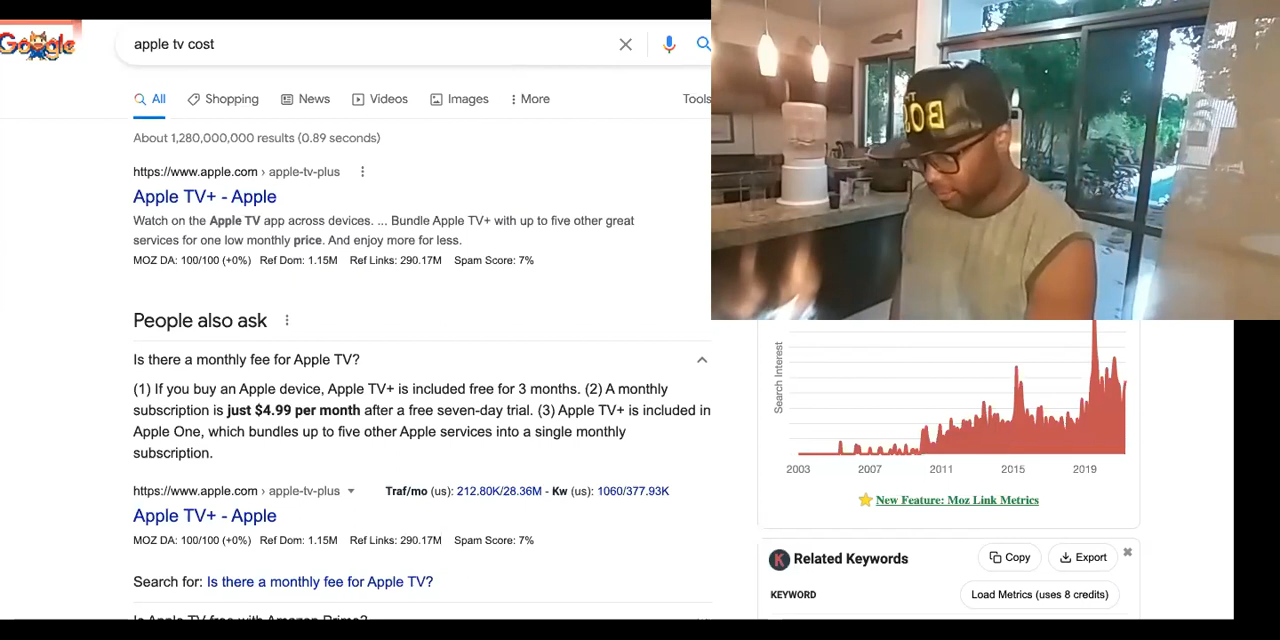 Google
apple tv cost
All
Shopping
News
Videos
Images
More
Tools
About 1,280,000,000 results (0.89 seconds)
https://www.apple.com › apple-tv-plus
Apple TV+ - Apple
Watch on the Apple TV app across devices. ... Bundle Apple TV+ with up to five other great
services for one low monthly price. And enjoy more for less.
MOZ DA: 100/100 (+0%) Ref Dom: 1.15M Ref Links: 290.17M Spam Score: 7%
People also ask
Is there a monthly fee for Apple TV?
(1) If you buy an Apple device, Apple TV+ is included free for 3 months. (2) A monthly
subscription is just $4.99 per month after a free seven-day trial. (3) Apple TV+ is included in
Apple One, which bundles up to five other Apple services into a single monthly
subscription.
https://www.apple.com › apple-tv-plus
Traf/mo (us): 212.80K/28.36M - Kw (us): 1060/377.93K
Apple TV+ - Apple
MOZ DA: 100/100 (+0%) Ref Dom: 1.15M Ref Links: 290.17M Spam Score: 7%
Search for: Is there a monthly fee for Apple TV?
Is Apple TV free with Amazon Prime?
Search Interest
2003 2007 2011 2015 2019
New Feature: Moz Link Metrics
K
Related Keywords
Copy
Export
KEYWORD
Load Metrics (uses 8 credits)